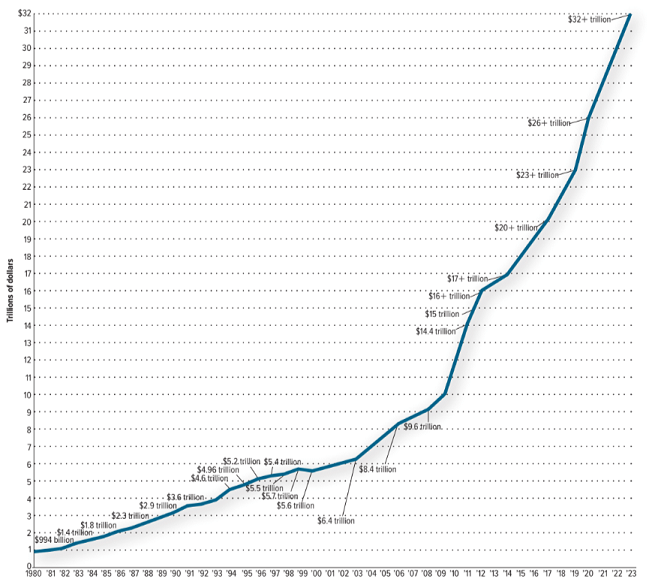 $32
31
30
29
28
27
26
25
24
23
22
21
20
19
18
17
16
15
14
13
12
11
10
9
8
7
6
5
4
3
2
1
0
Trillions of dollars
$32+ trillion
$26+ trillion
$23+ trillion
$20+ trillion
$17+ trillion
$16+ trillion
$15 trillion
$14.4 trillion
$9.6 trillion
$8.4 trillion
$6.4 trillion
$5.6 trillion
$5.7 trillion
$5.5 trillion
$5.4 trillion
$5.2 trillion
$4.96 trillion
$4.6 trillion
$3.6 trillion
$2.9 trillion
$2.3 trillion
$1.8 trillion
$1.4 trillion
$994 billion
1980 '81 '82 '83 '84 '85 '86 '87 '88 '89 '90 '91 '92 '93 '94 '95 '96 '97 '98 '99 '00 '02 '03 '04 '05 '06 '07 '08 '09 '10 '11 '12 '13 '14 '15 '16 '17 '18 '19 '20 '21 '22 '23